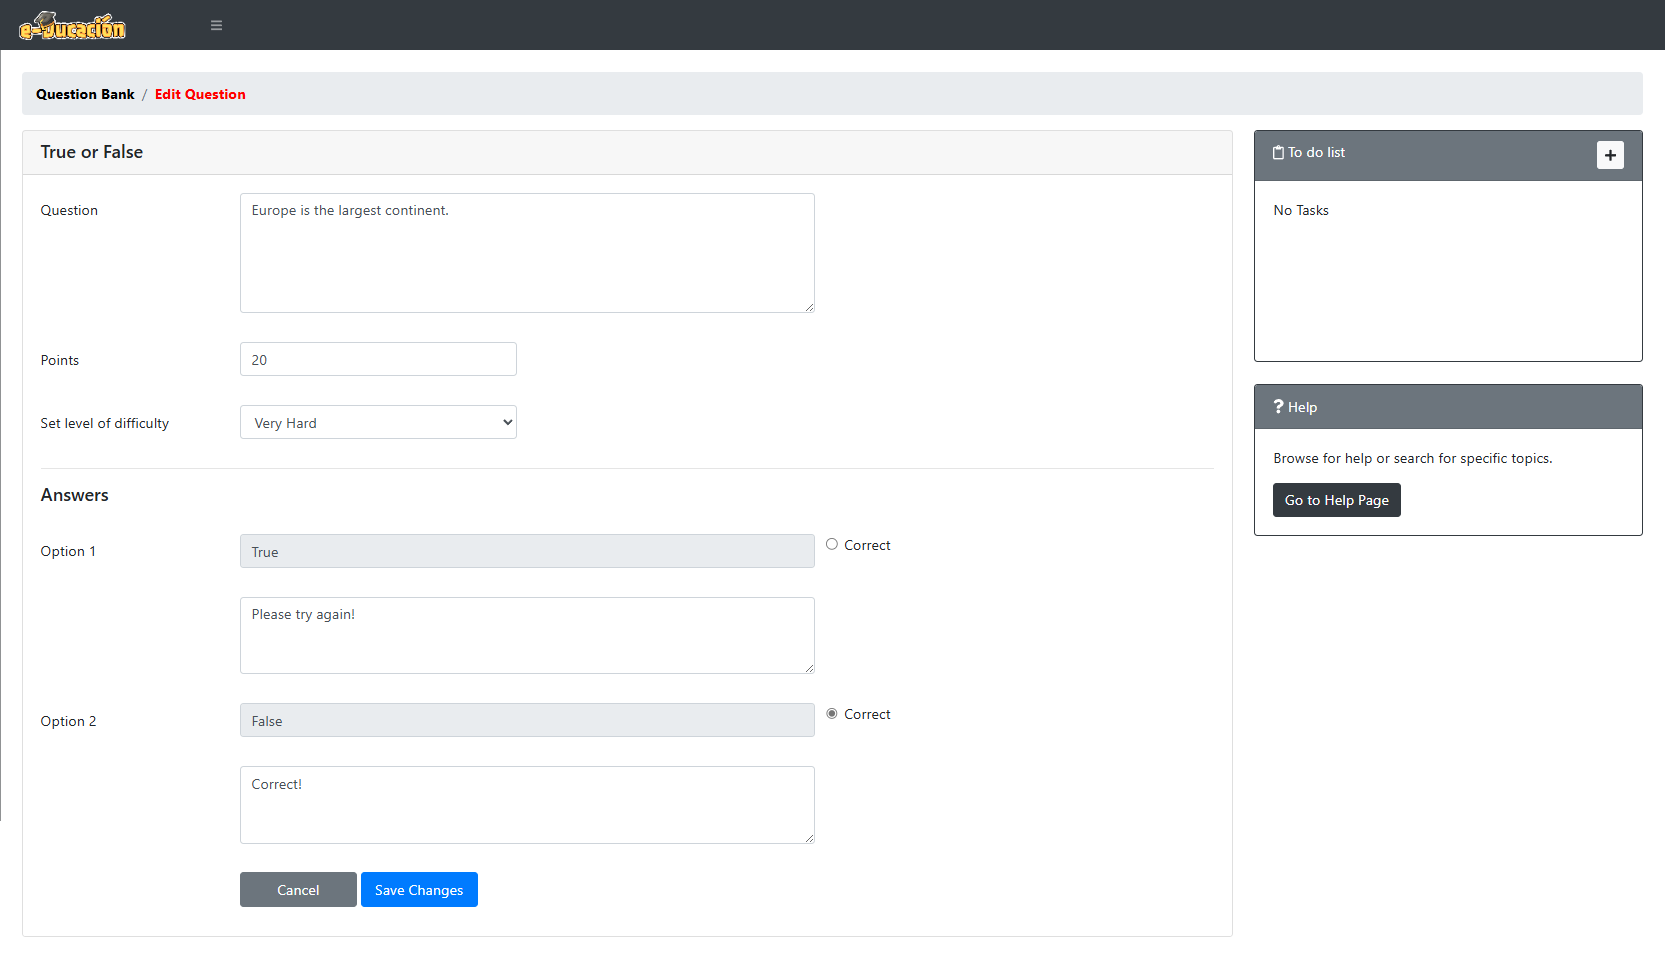 e-ducación
Question Bank / Edit Question
True or False
Question
Europe is the largest continent.
Points
20
Set level of difficulty
Very Hard
Answers
Option 1
True
Correct
Please try again!
Option 2
False
Correct
Correct!
Cancel
Save Changes
To do list
No Tasks
Help
Browse for help or search for specific topics.
Go to Help Page